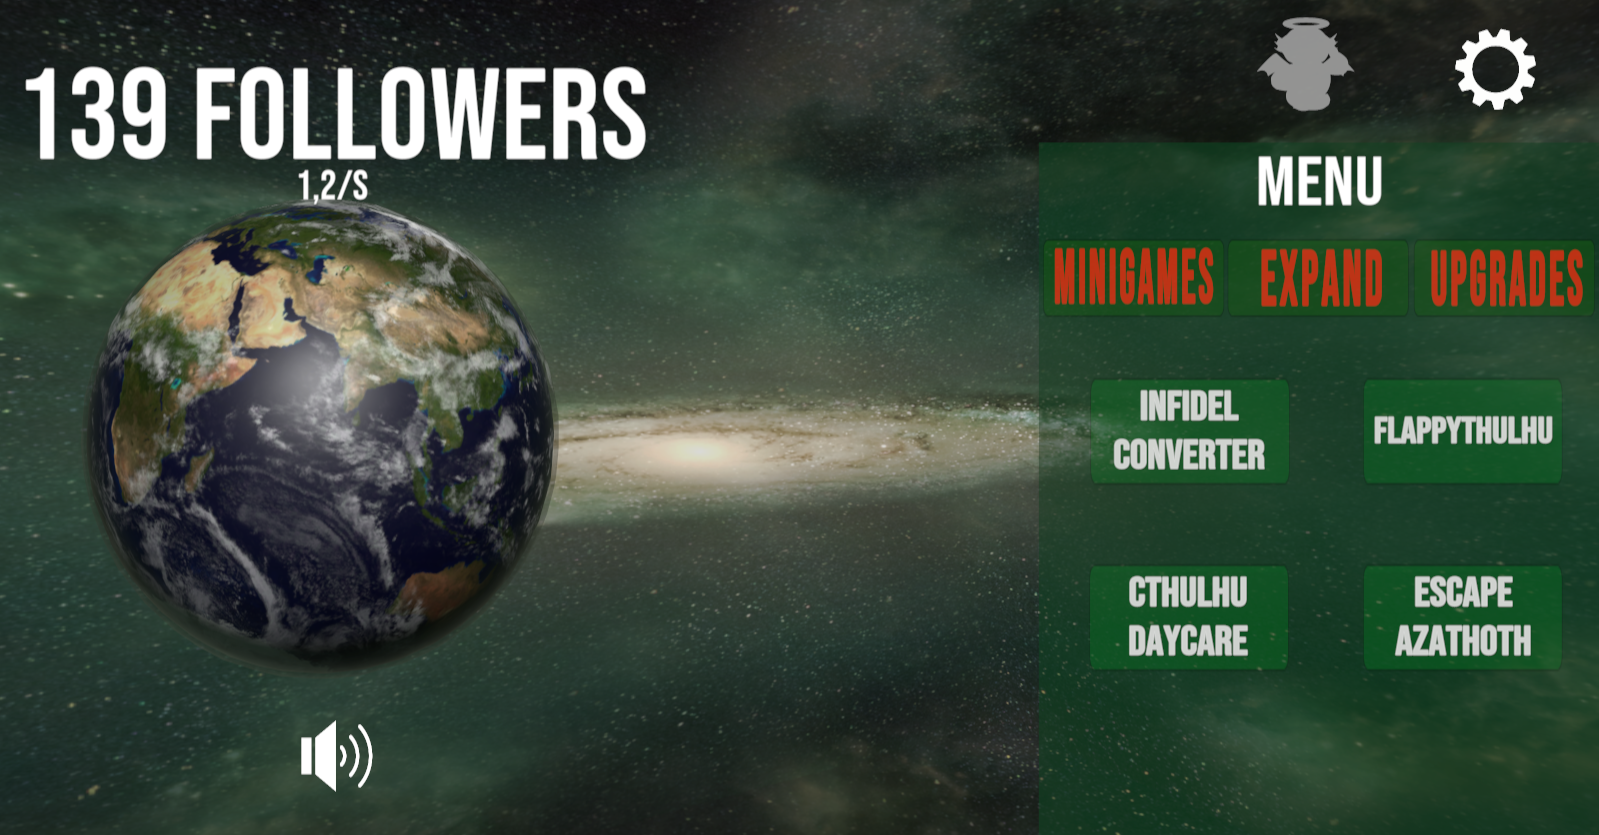 139 FOLLOWERS
1,2/S
MENU
MINIGAMES
EXPAND
UPGRADES
INFIDEL
CONVERTER
FLAPPYTHULHU
CTHULHU
DAYCARE
ESCAPE
AZATHOTH